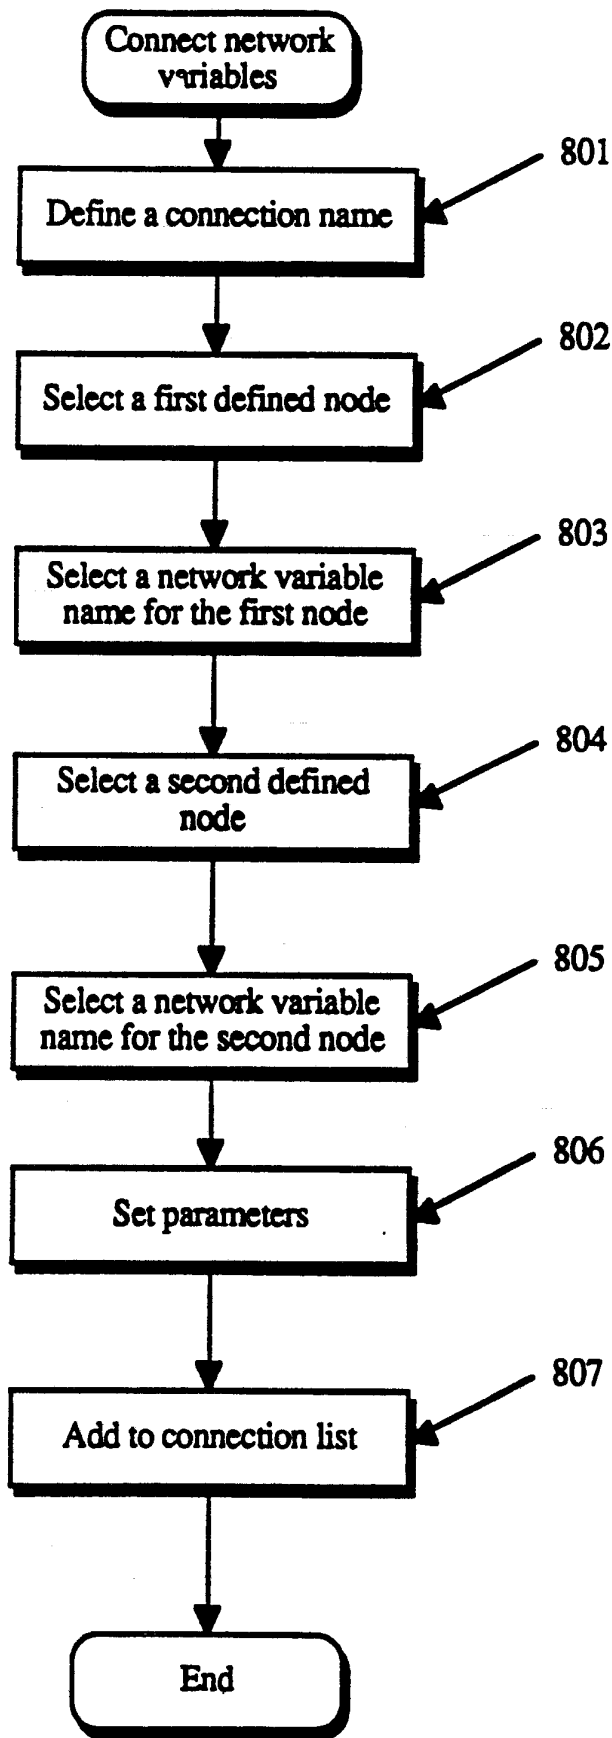 Connect network
variables
801
Define a connection name
802
Select a first defined node
803
Select a network variable
name for the first node
804
Select a second defined
node
805
Select a network variable
name for the second node
806
Set parameters
807
Add to connection list
End